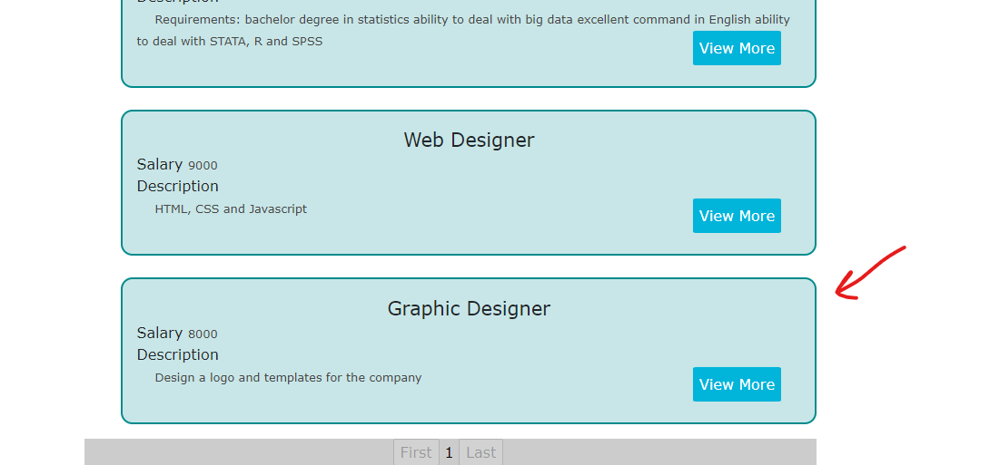 Requirements: bachelor degree in statistics ability to deal with big data excellent command in English ability
to deal with STATA, R and SPSS
View More
Web Designer
Salary 9000
Description
HTML, CSS and Javascript
View More
Graphic Designer
Salary 8000
Description
Design a logo and templates for the company
View More
First 1 Last